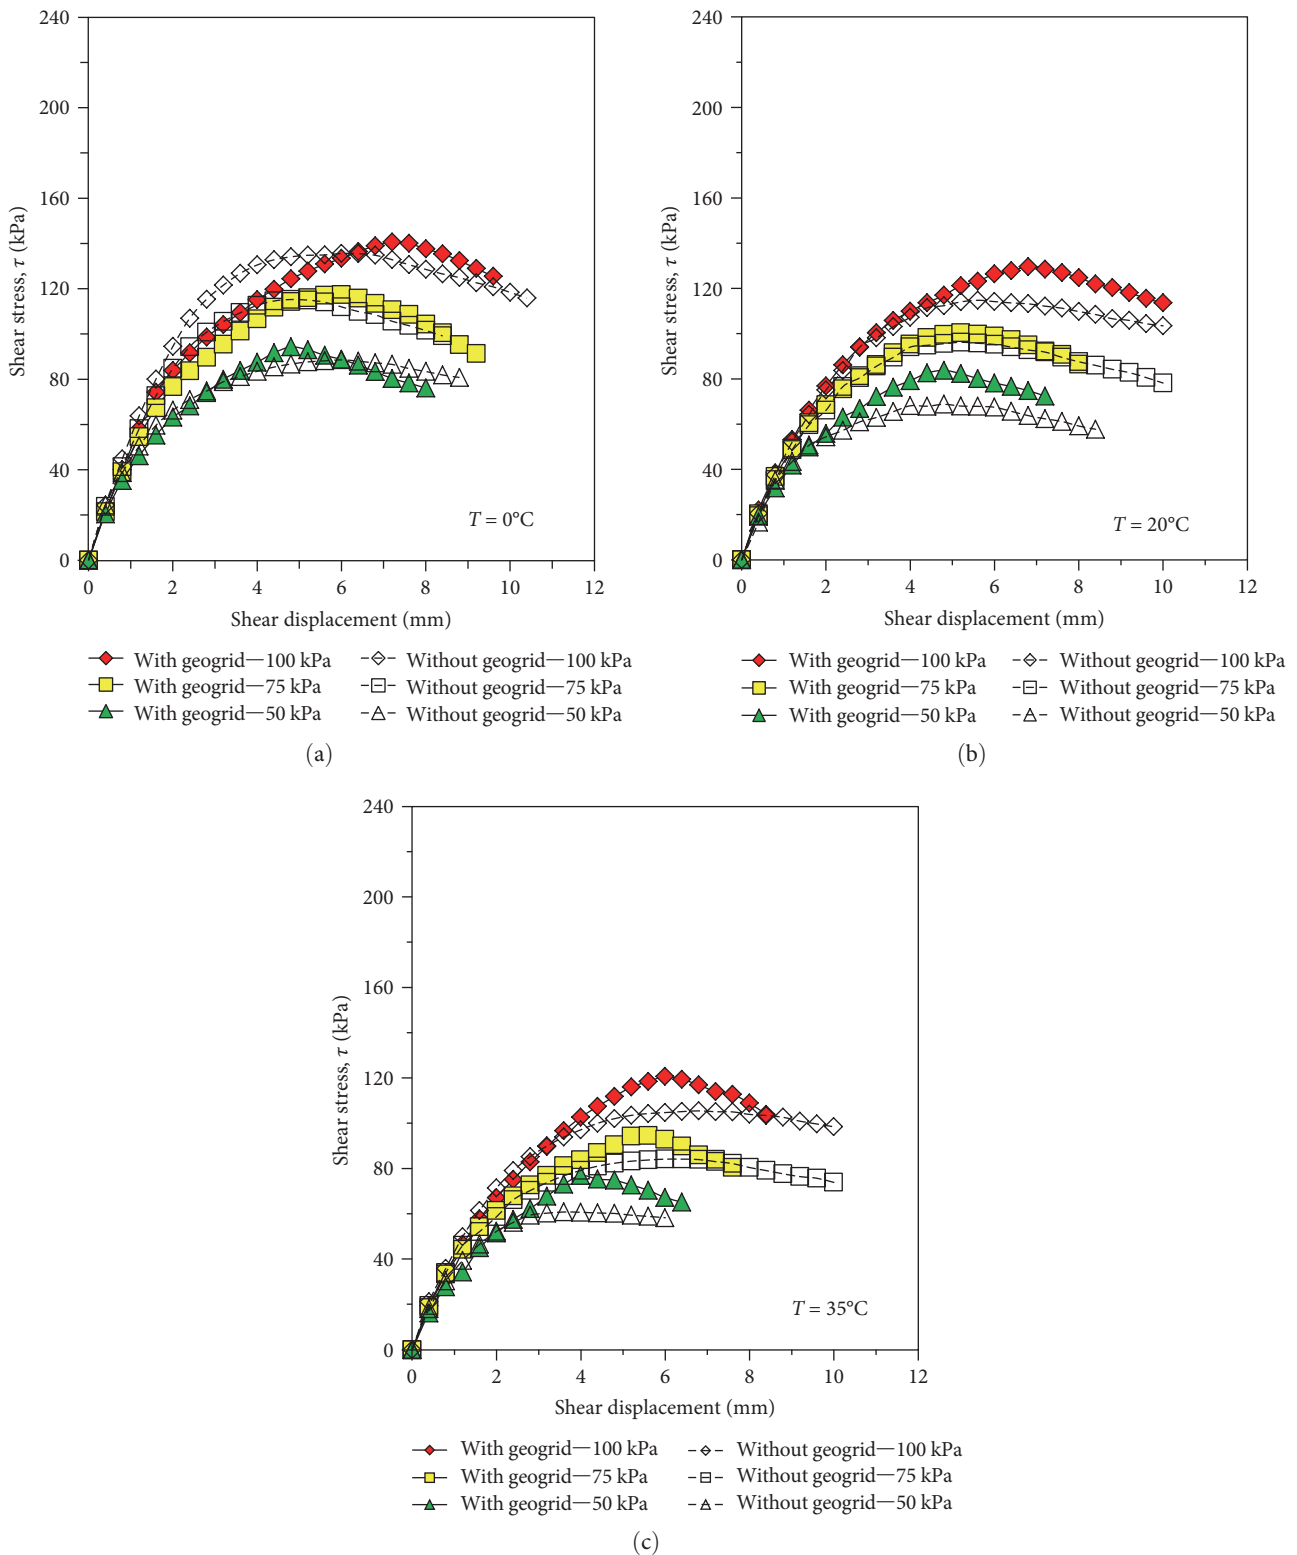 240
200
160
120
80
40
0
Shear stress, τ (kPa)
T = 0°C
0 2 4 6 8 10 12
Shear displacement (mm)
With geogrid—100 kPa Without geogrid—100 kPa
With geogrid—75 kPa Without geogrid—75 kPa
With geogrid—50 kPa Without geogrid—50 kPa
(a)
240
200
160
120
80
40
0
Shear stress, τ (kPa)
T = 20°C
0 2 4 6 8 10 12
Shear displacement (mm)
With geogrid—100 kPa Without geogrid—100 kPa
With geogrid—75 kPa Without geogrid—75 kPa
With geogrid—50 kPa Without geogrid—50 kPa
(b)
240
200
160
120
80
40
0
Shear stress, τ (kPa)
T = 35°C
0 2 4 6 8 10 12
Shear displacement (mm)
With geogrid—100 kPa Without geogrid—100 kPa
With geogrid—75 kPa Without geogrid—75 kPa
With geogrid—50 kPa Without geogrid—50 kPa
(c)